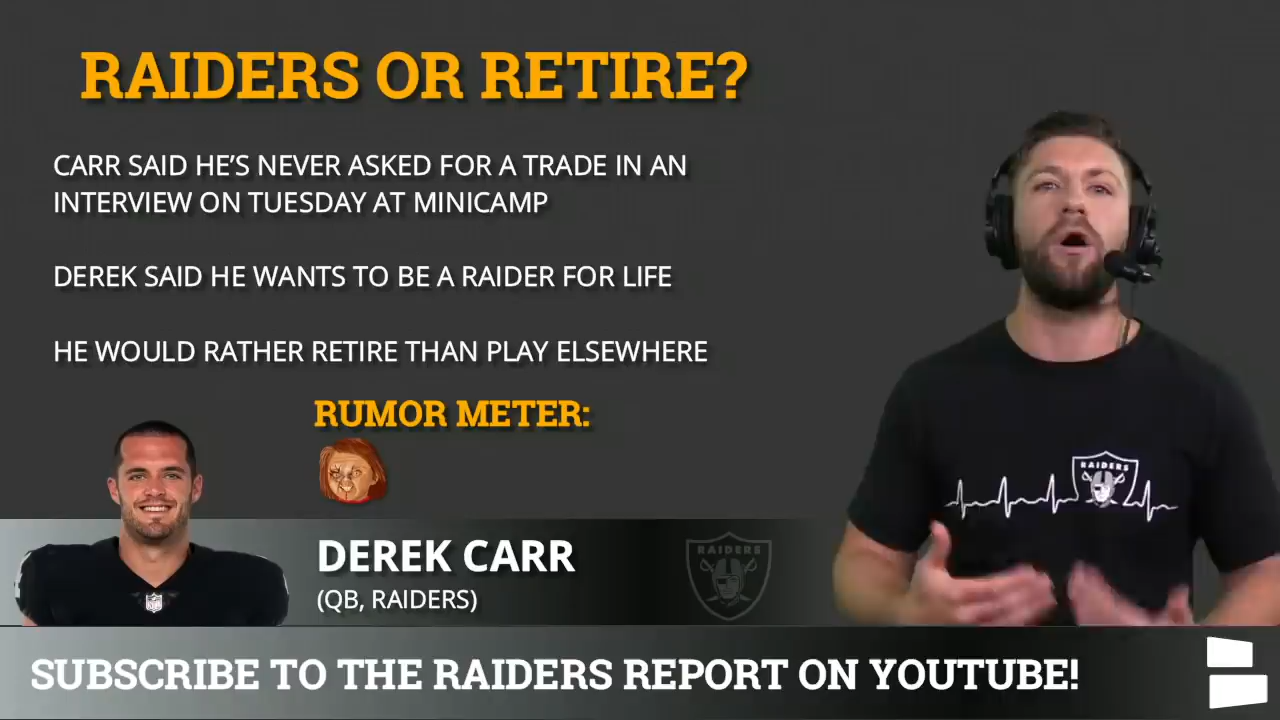 RAIDERS OR RETIRE?
CARR SAID HE'S NEVER ASKED FOR A TRADE IN AN
INTERVIEW ON TUESDAY AT MINICAMP
DEREK SAID HE WANTS TO BE A RAIDER FOR LIFE
HE WOULD RATHER RETIRE THAN PLAY ELSEWHERE
RUMOR METER:
RAIDERS
DEREK CARR
(QB, RAIDERS)
RAIDERS
NFL
SUBSCRIBE TO THE RAIDERS REPORT ON YOUTUBE!